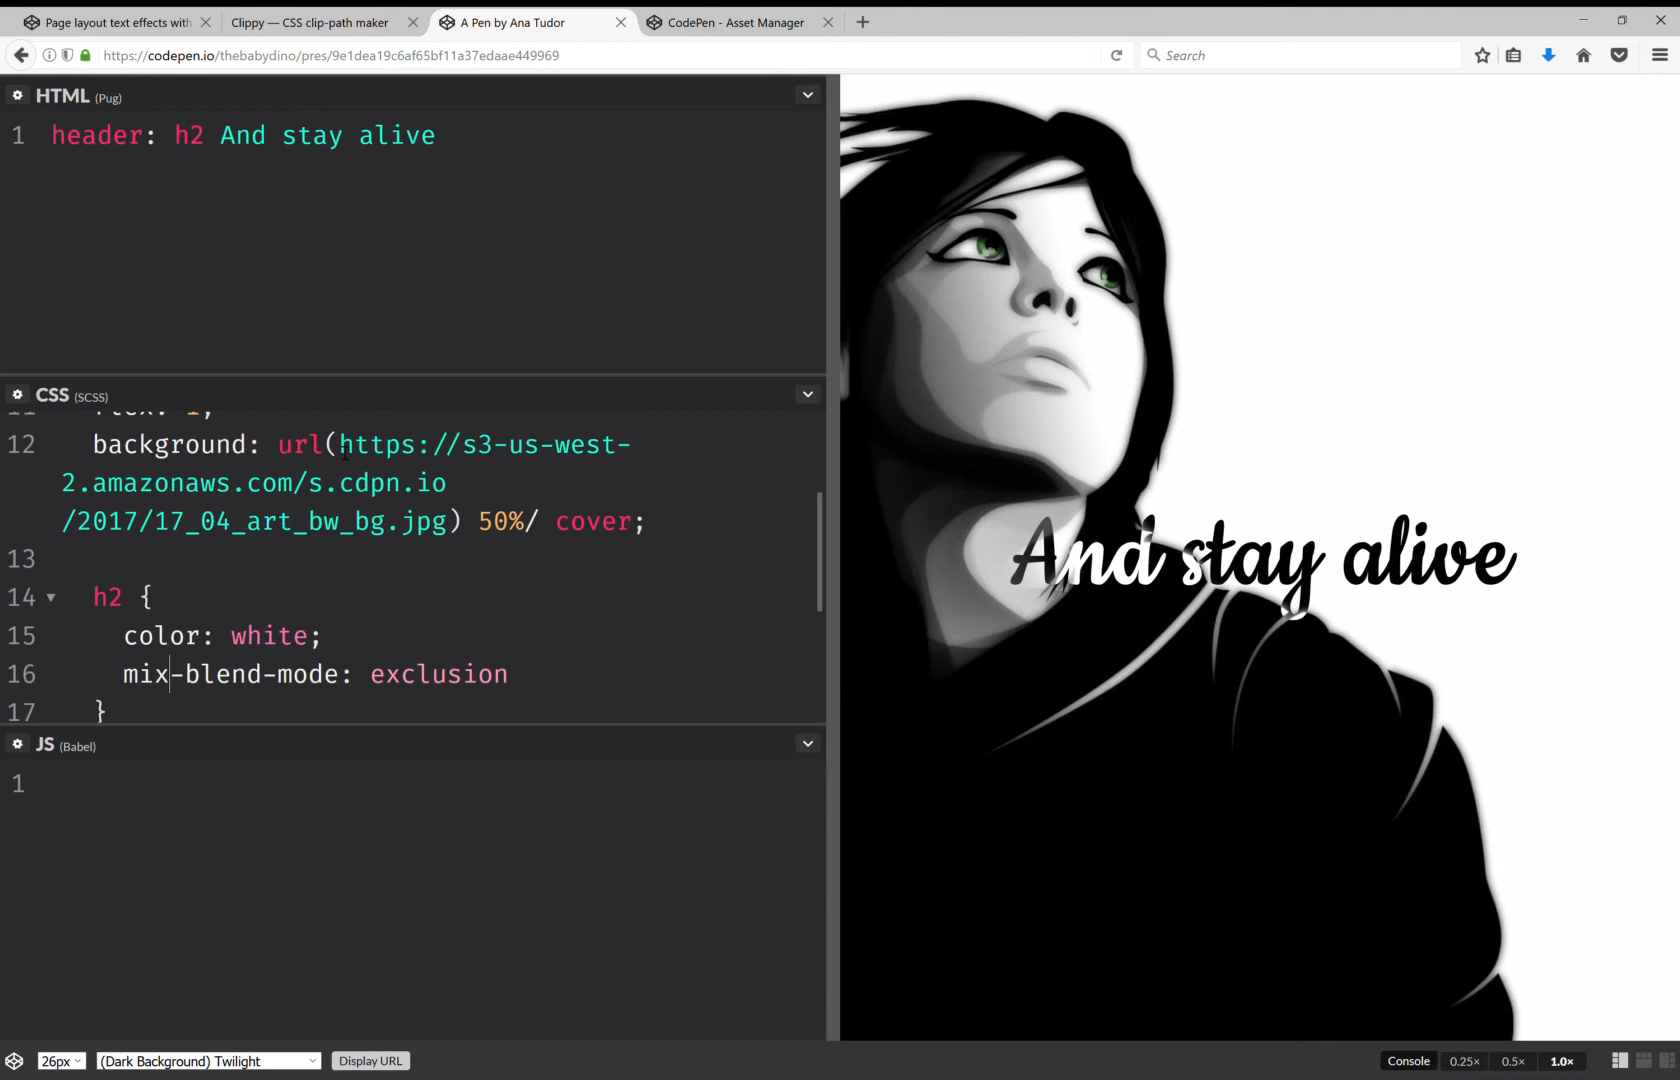 Page layout text effects with
Clippy — CSS clip-path maker
A Pen by Ana Tudor
CodePen - Asset Manager
https://codepen.io/thebabydino/pres/9e1dea19c6af65bf11a37edaae449969
Search
HTML (Pug)
1 header: h2 And stay alive
CSS (SCSS)
11 flex: 1;
12 background: url(https://s3-us-west-
2.amazonaws.com/s.cdpn.io
/2017/17_04_art_bw_bg.jpg) 50%/ cover;
13
14 h2 {
15 color: white;
16 mix-blend-mode: exclusion
17 }
JS (Babel)
1
And stay alive
26px
(Dark Background) Twilight
Display URL
Console
0.25×
0.5×
1.0×